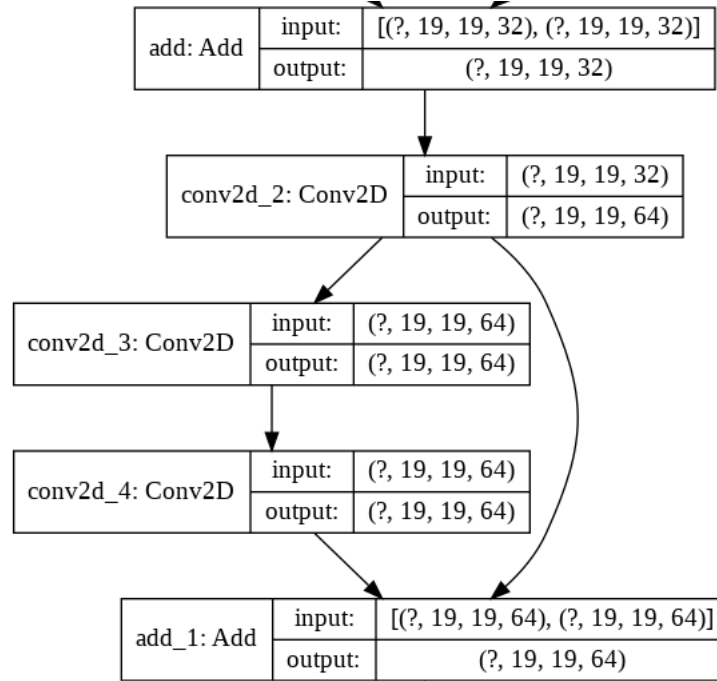 add: Add
input: [(?, 19, 19, 32), (?, 19, 19, 32)]
output: (?, 19, 19, 32)
conv2d_2: Conv2D
input: (?, 19, 19, 32)
output: (?, 19, 19, 64)
conv2d_3: Conv2D
input: (?, 19, 19, 64)
output: (?, 19, 19, 64)
conv2d_4: Conv2D
input: (?, 19, 19, 64)
output: (?, 19, 19, 64)
add_1: Add
input: [(?, 19, 19, 64), (?, 19, 19, 64)]
output: (?, 19, 19, 64)